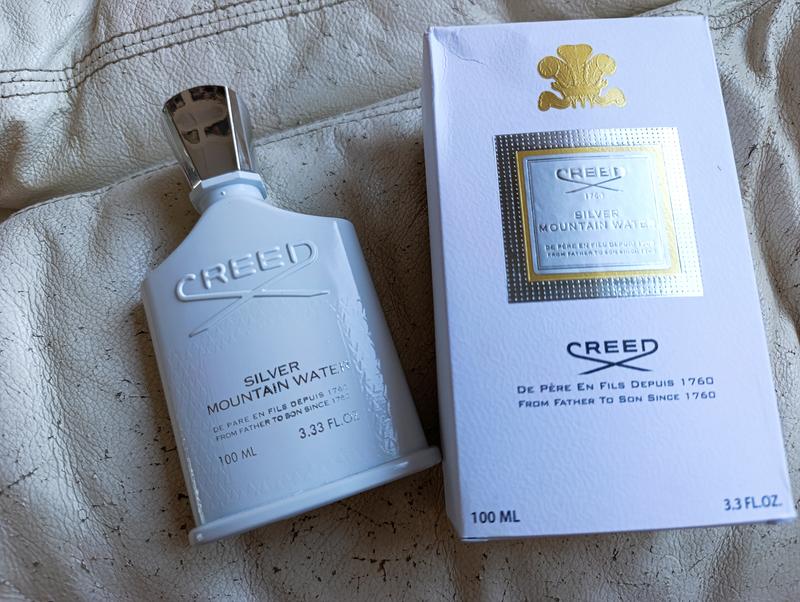 CREED
SILVER
MOUNTAIN WATER
DE PARE EN FILS DEPUIS 1760
FROM FATHER TO SON SINCE 1760
100 ML
3.33 FL.OZ
CREED
1760
SILVER
MOUNTAIN WATER
DE PÈRE EN FILS DEPUIS 1760
FROM FATHER TO SON SINCE 1760
CREED
DE PÈRE EN FILS DEPUIS 1760
FROM FATHER TO SON SINCE 1760
100 ML
3.3 FL.OZ.